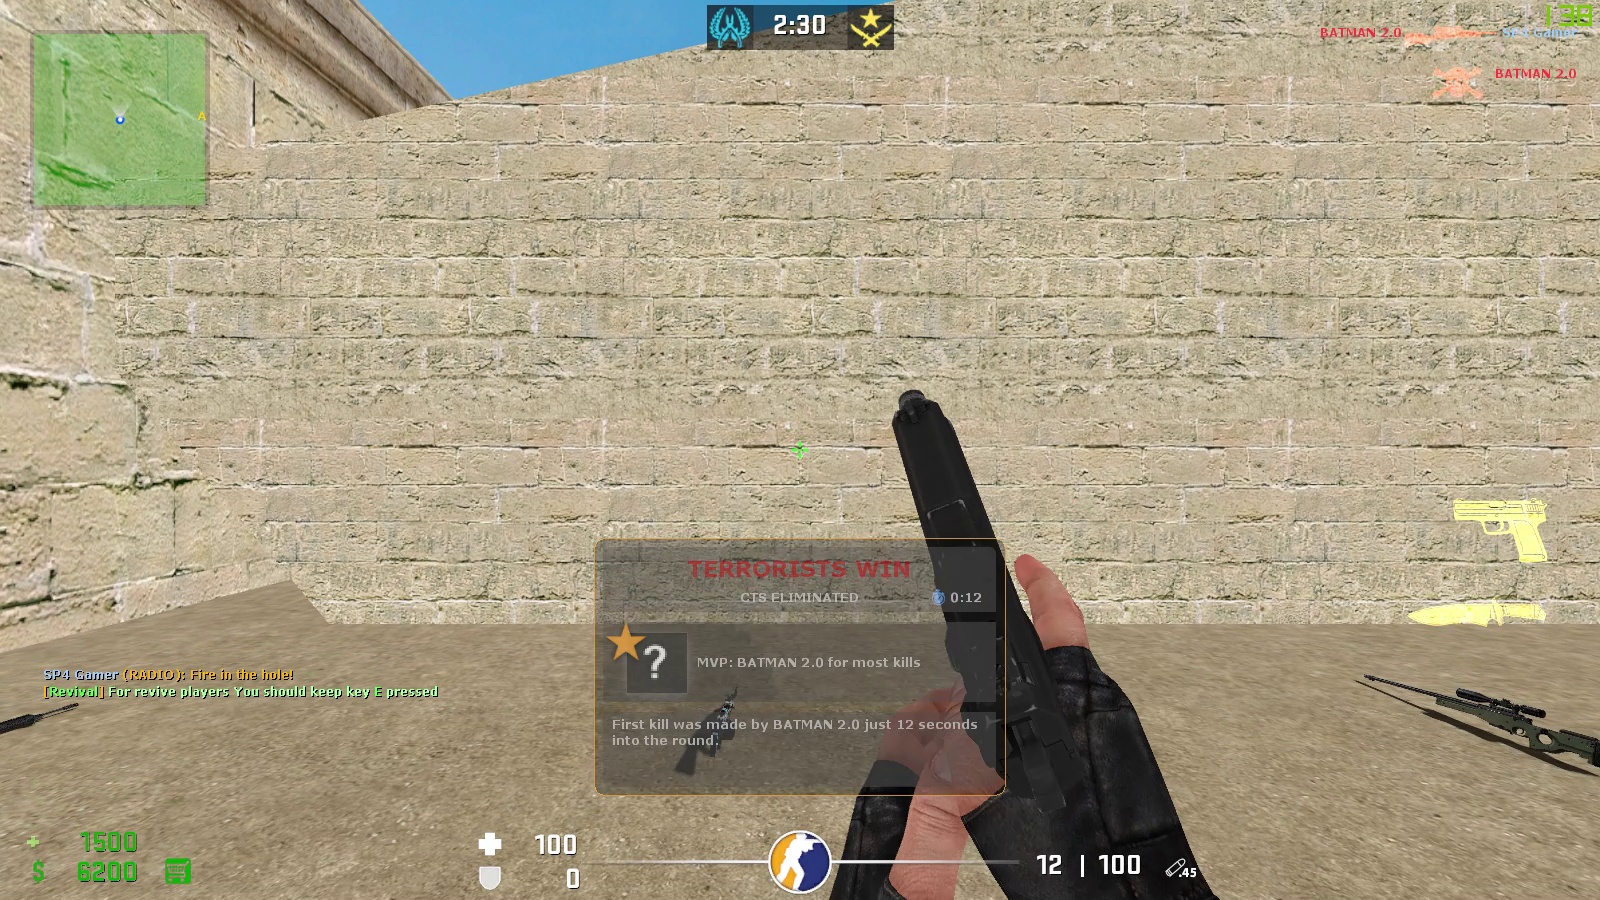 2:30
138
BATMAN 2.0 SP4 Gamer
BATMAN 2.0
A
TERRORISTS WIN
CTS ELIMINATED
0:12
?
MVP: BATMAN 2.0 for most kills
First kill was made by BATMAN 2.0 just 12 seconds
into the round.
SP4 Gamer (RADIO): Fire in the hole!
[Revival] For revive players You should keep key E pressed
+ 1500
$ 6200
100
0
12 | 100
.45